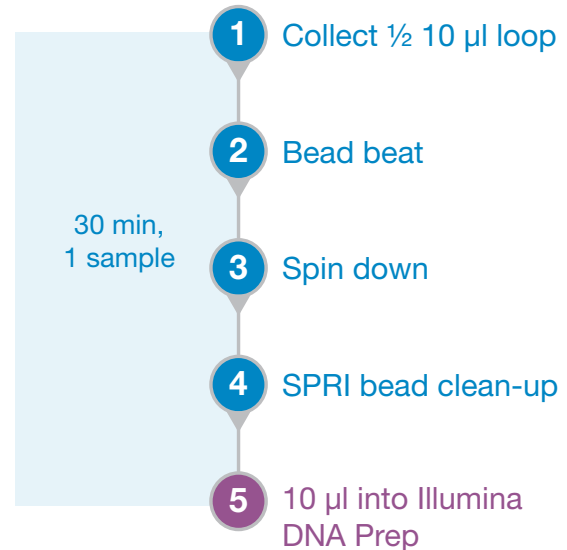 1 Collect ½ 10 µl loop
2 Bead beat
30 min,
1 sample
3 Spin down
4 SPRI bead clean-up
5 10 µl into Illumina
DNA Prep